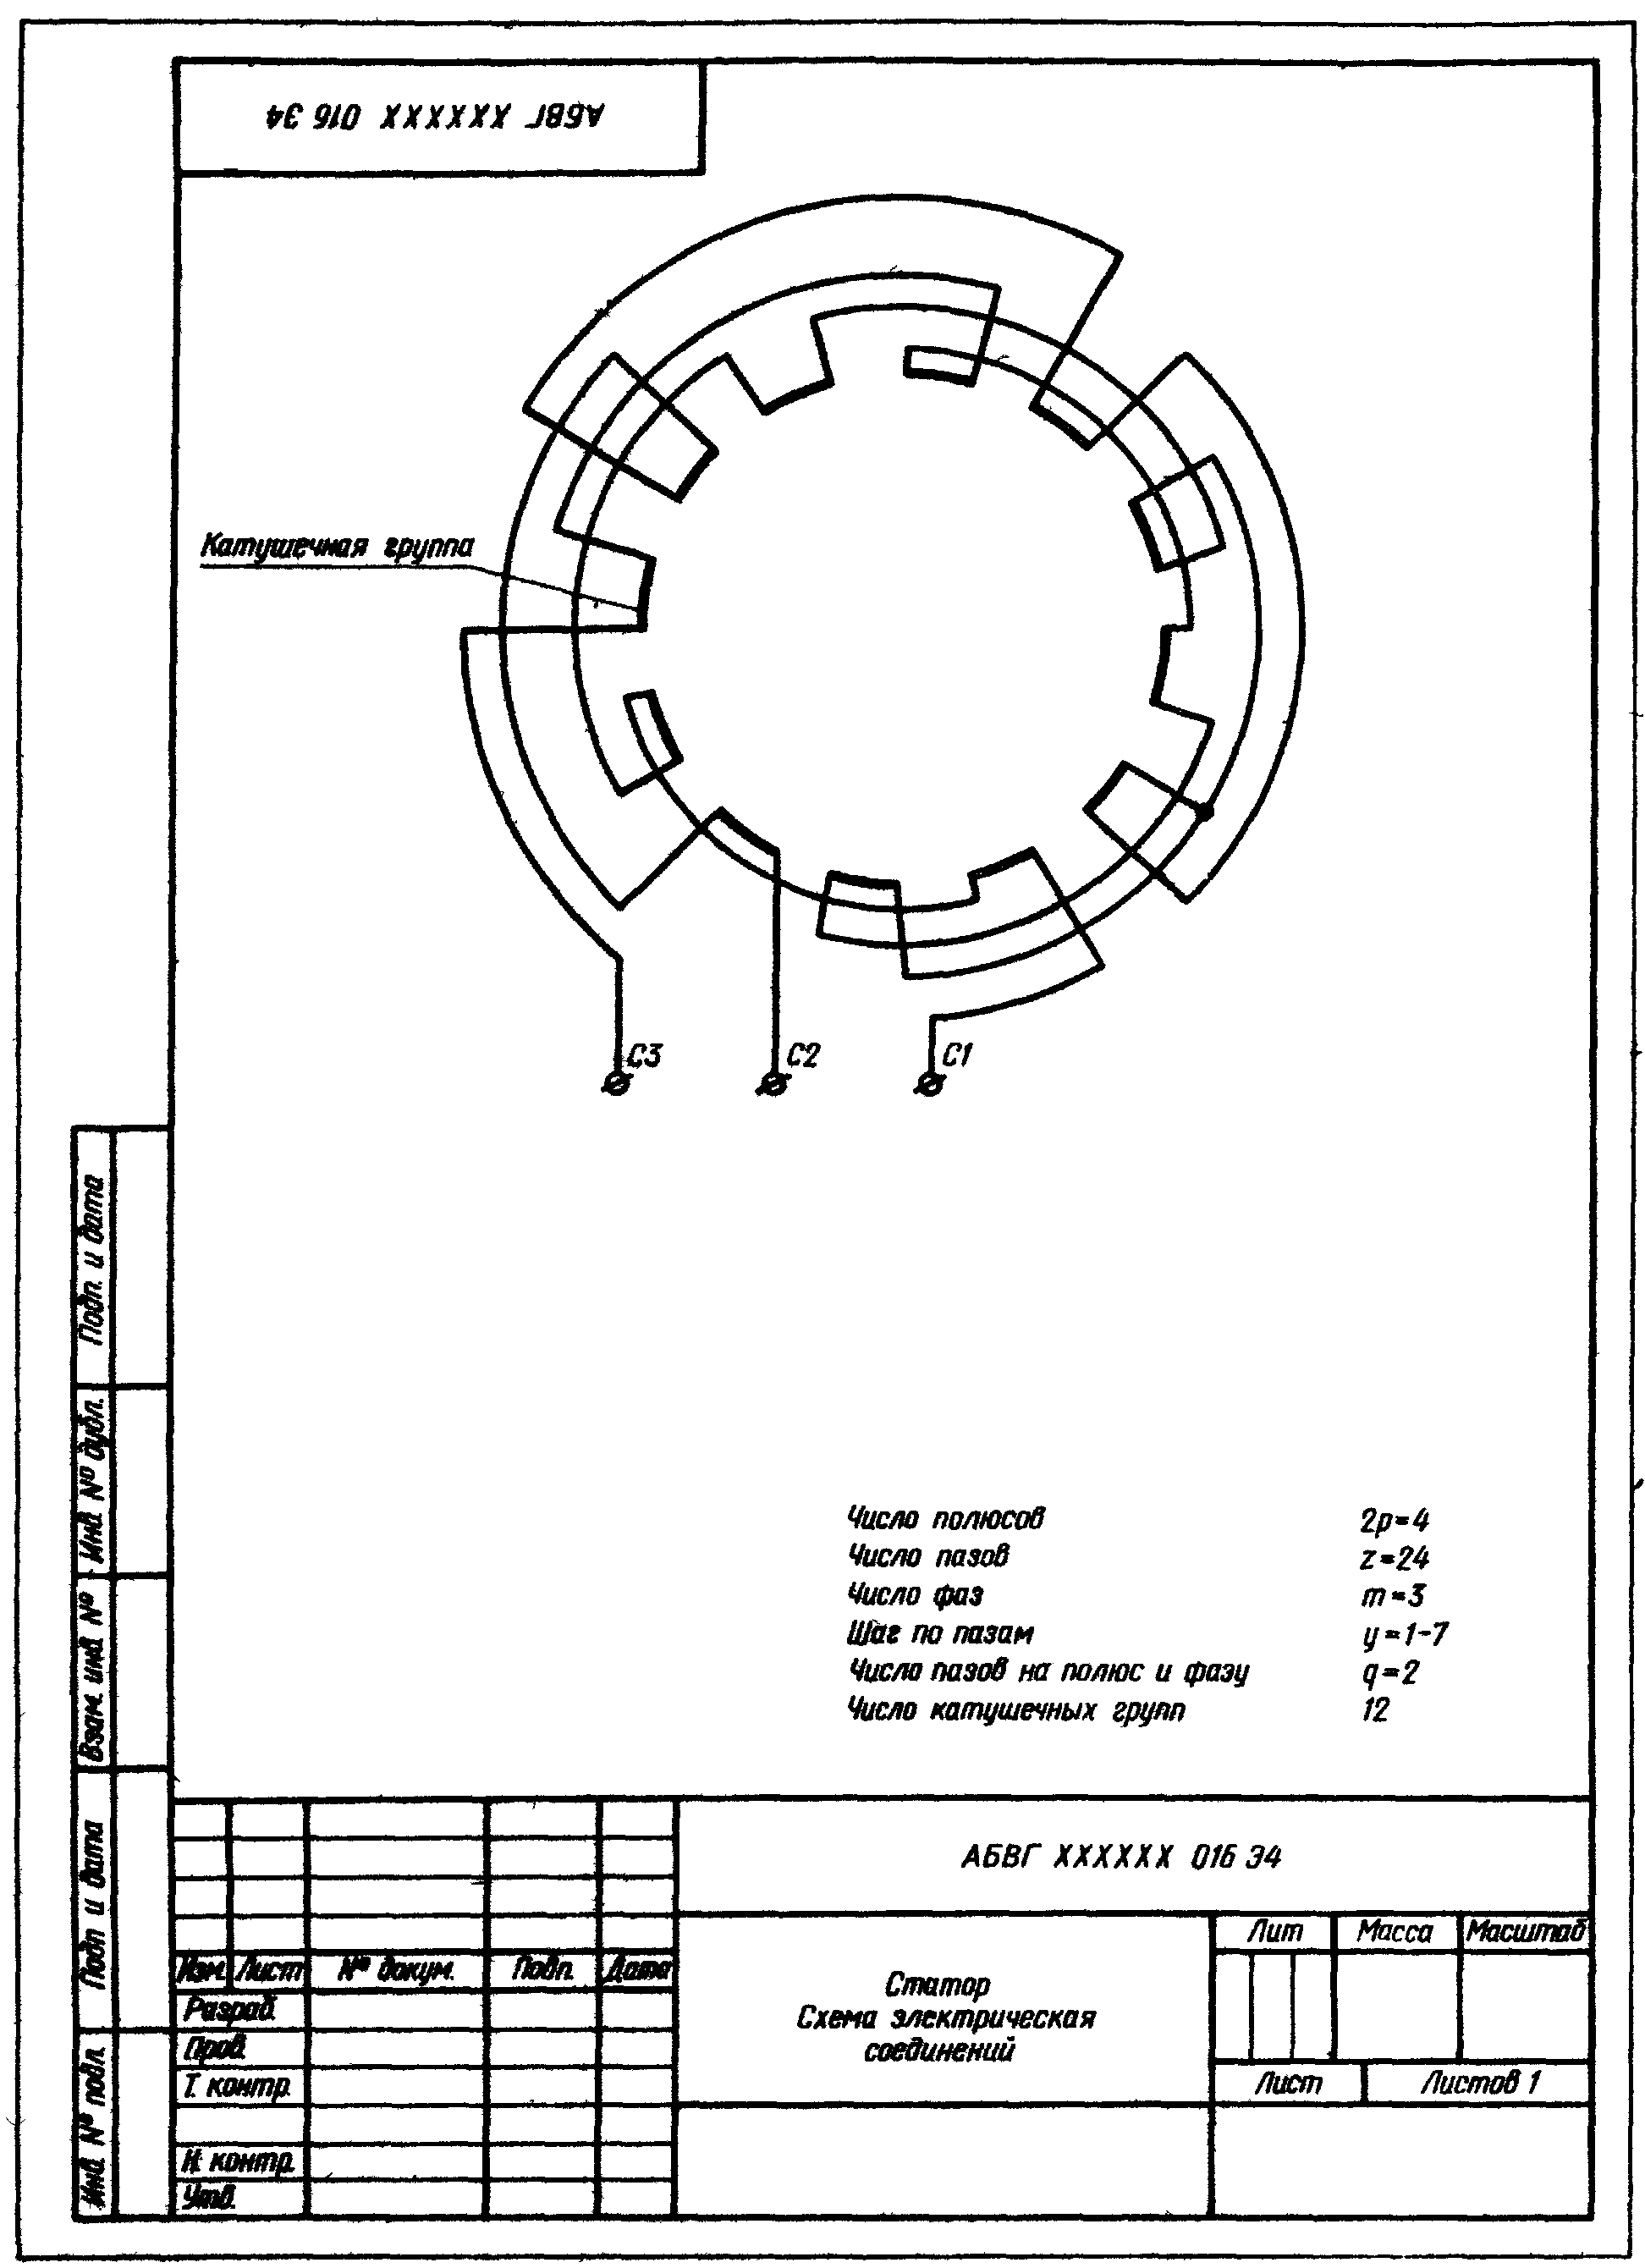 АБВГ XXXXXX 016 Э4
Катушечная группа
С3
С2
С1
Число полюсов 2p=4
Число пазов z=24
Число фаз m=3
Шаг по пазам y=1-7
Число пазов на полюс и фазу q=2
Число катушечных групп 12
Подп. и дата
Инв № дубл.
Взам. инв №
Подп и дата
Инв № подл.
АБВГ XXXXXX 016 Э4
Лит Масса Масштаб
Изм. Лист № докум. Подп. Дата
Статор
Схема электрическая
соединений
Разраб.
Пров.
Т. контр.
Лист Листов 1
Н. контр.
Утв.